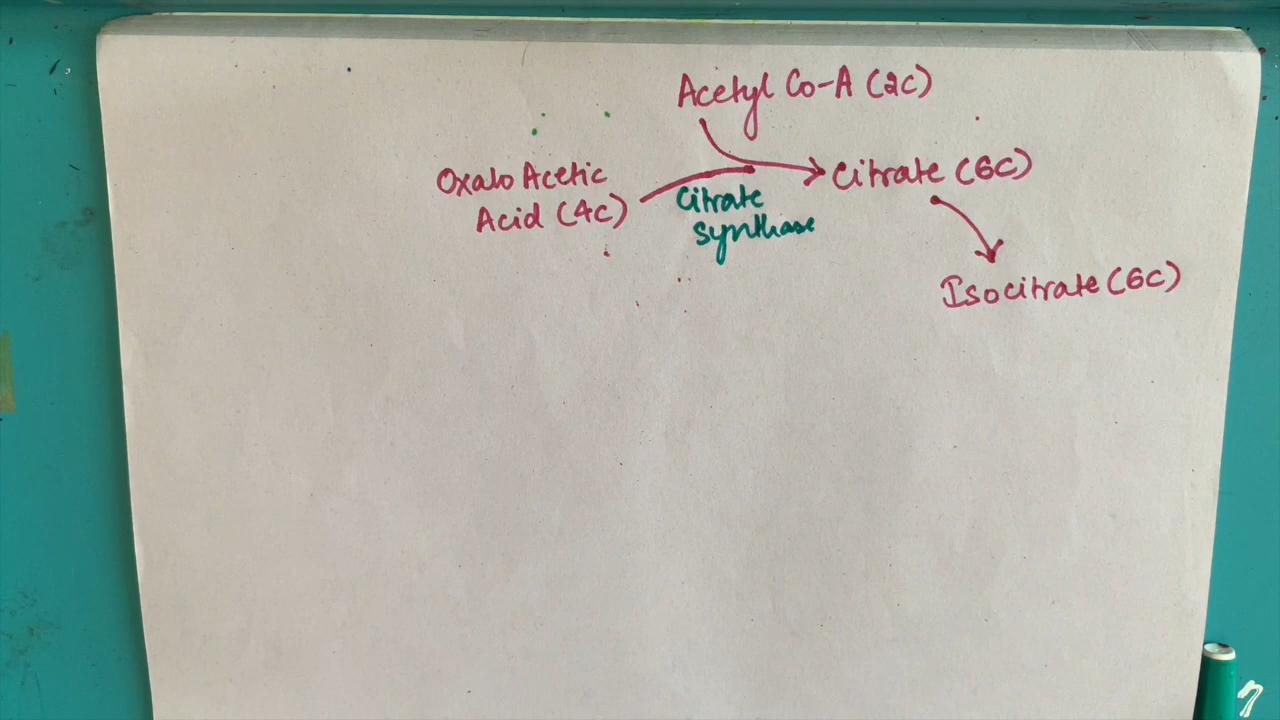 Acetyl Co-A (2c)
Oxalo Acetic
Acid (4c)
Citrate (6c)
Citrate
Synthase
Isocitrate (6c)